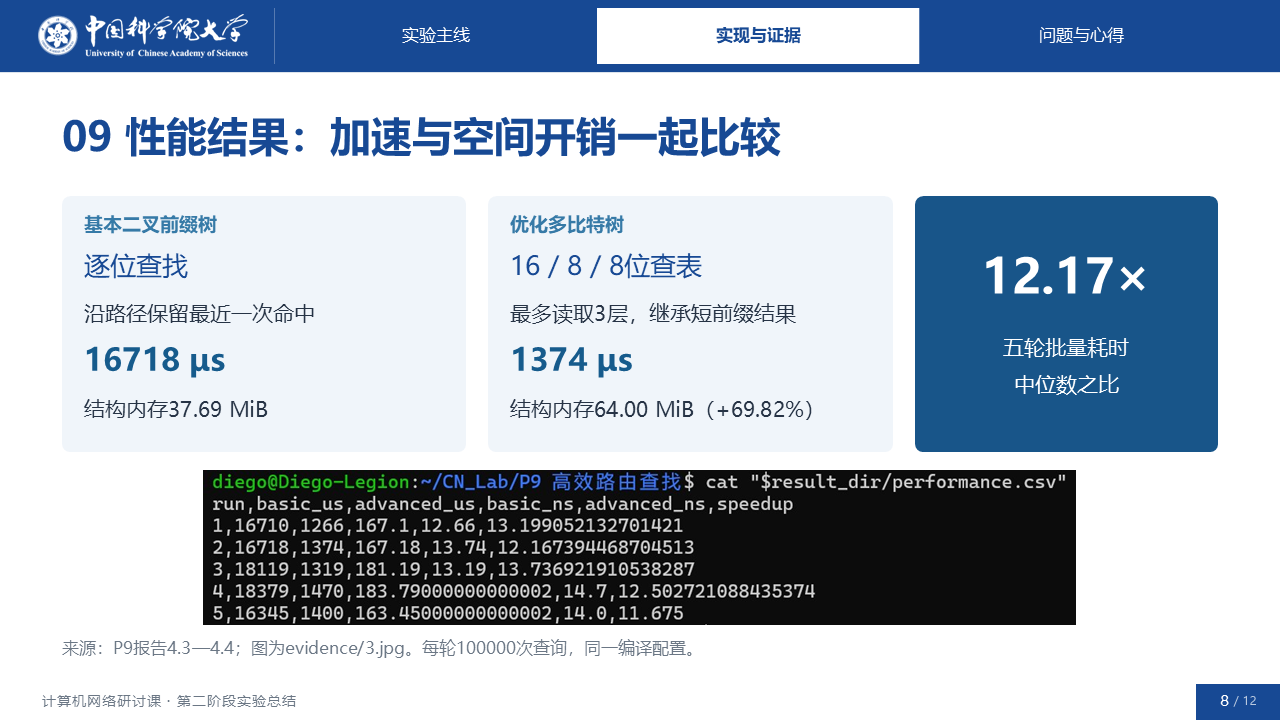 中国科学院大学
University of Chinese Academy of Sciences
实验主线
实现与证据
问题与心得
09 性能结果：加速与空间开销一起比较
基本二叉前缀树
逐位查找
沿路径保留最近一次命中
16718 μs
结构内存37.69 MiB
优化多比特树
16 / 8 / 8位查表
最多读取3层，继承短前缀结果
1374 μs
结构内存64.00 MiB（+69.82%）
12.17×
五轮批量耗时
中位数之比
diego@Diego-Legion:~/CN_Lab/P9 高效路由查找$ cat "$result_dir/performance.csv"
run,basic_us,advanced_us,basic_ns,advanced_ns,speedup
1,16710,1266,167.1,12.66,13.199052132701421
2,16718,1374,167.18,13.74,12.167394468704513
3,18119,1319,181.19,13.19,13.736921910538287
4,18379,1470,183.79000000000002,14.7,12.502721088435374
5,16345,1400,163.45000000000002,14.0,11.675
来源：P9报告4.3—4.4；图为evidence/3.jpg。每轮100000次查询，同一编译配置。
计算机网络研讨课 · 第二阶段实验总结
8 / 12